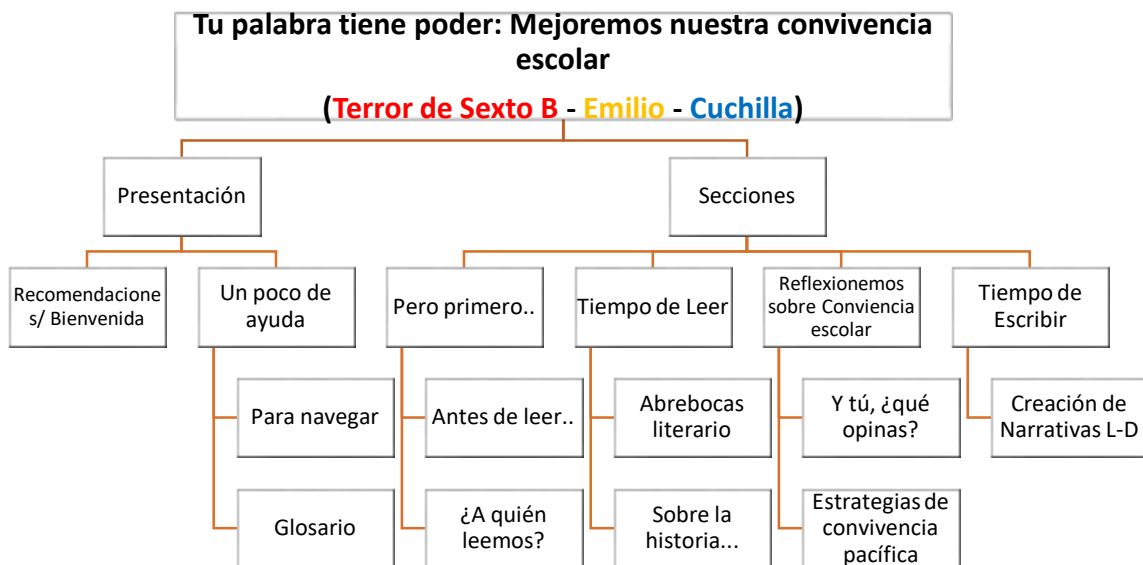 Tu palabra tiene poder: Mejoremos nuestra convivencia
escolar
(Terror de Sexto B - Emilio - Cuchilla)
Presentación
Secciones
Recomendacione
s/ Bienvenida
Un poco de
ayuda
Pero primero..
Tiempo de Leer
Reflexionemos
sobre Conviencia
escolar
Tiempo de
Escribir
Para navegar
Antes de leer..
Abrebocas
literario
Y tú, ¿qué
opinas?
Creación de
Narrativas L-D
Glosario
¿A quién
leemos?
Sobre la
historia...
Estrategias de
convivencia
pacífica